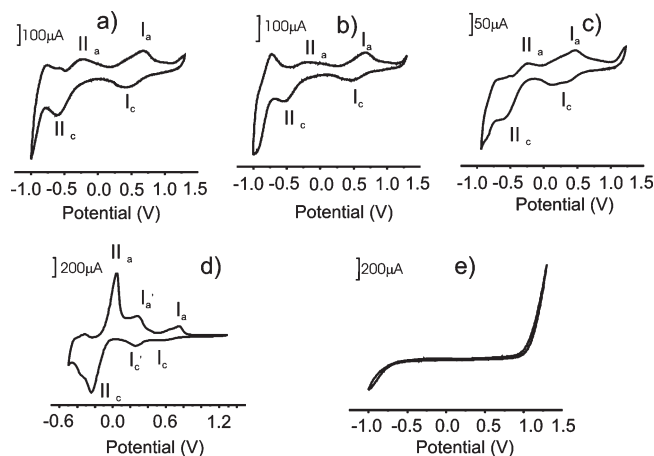 a) b) c)
]100µA ]100µA ]50µA
II a I a II a I a II a I a
II c I c II c I c II c I c
-1.0 -0.5 0.0 0.5 1.0 1.5 -1.0 -0.5 0.0 0.5 1.0 1.5 -1.0 -0.5 0.0 0.5 1.0 1.5
Potential (V) Potential (V) Potential (V)
d) e)
]200µA ]200µA
II a I a' I a
II c I c' I c
-0.6 0.0 0.6 1.2 -1.0 -0.5 0.0 0.5 1.0 1.5
Potential (V) Potential (V)